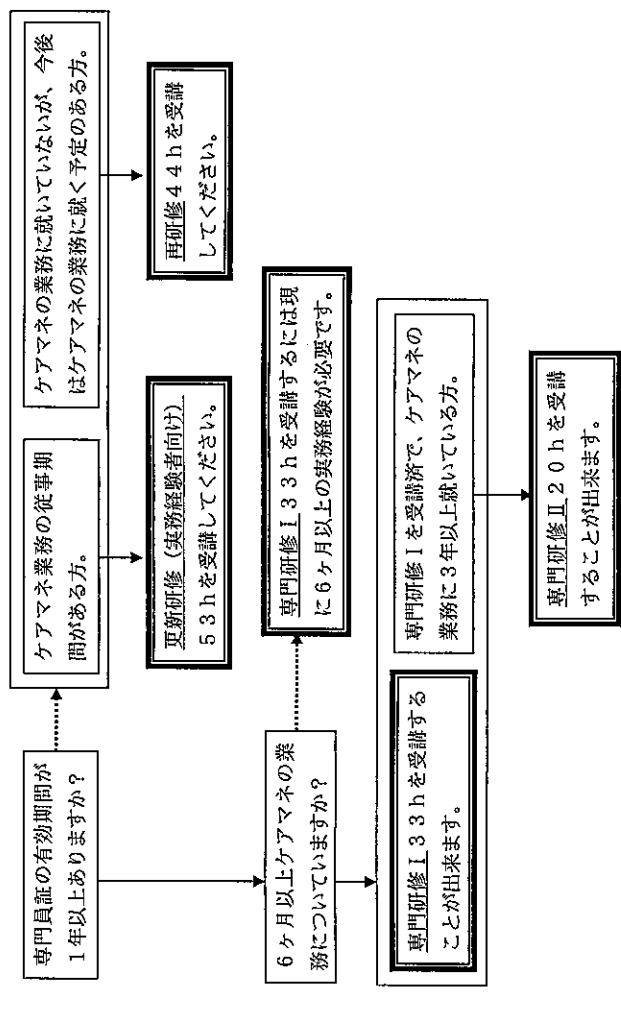 専門員証の有効期間が
1年以上ありますか？
ケアマネ業務の従事期
間がある方。
ケアマネの業務に就いていないが、今後
はケアマネの業務に就く予定のある方。
更新研修（実務経験者向け）
５３ｈを受講してください。
再研修４４ｈを受講
してください。
６ヶ月以上ケアマネの業
務についていますか？
専門研修Ⅰ３３ｈを受講するには現
に６ヶ月以上の実務経験が必要です。
専門研修Ⅰ３３ｈを受講する
ことが出来ます。
専門研修Ⅰを受講済で、ケアマネの
業務に３年以上就いている方。
専門研修Ⅱ２０ｈを受講
することが出来ます。